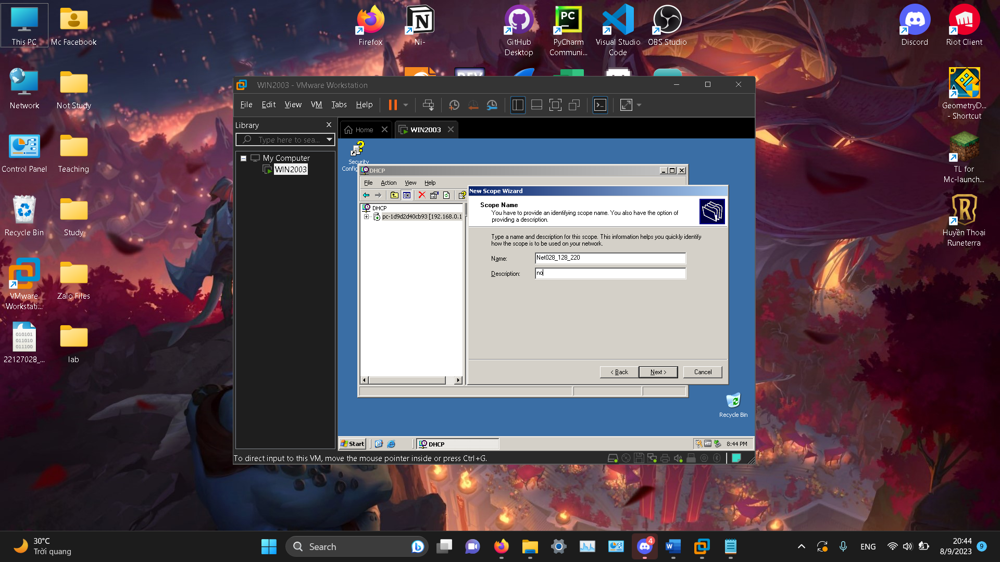 This PC
Mc Facebook
Firefox
Ni-
GitHub
Desktop
PyCharm
Communi...
Visual Studio
Code
OBS Studio
Discord
Riot Client
Network
Not Study
GeometryD...
- Shortcut
Control Panel
Teaching
TL for
Mc-launch...
Recycle Bin
Study
Huyền Thoại
Runeterra
VMware
Workstati...
Zalo Files
010101
011010
011100
22127028_...
lab
WIN2003 - VMware Workstation
File Edit View VM Tabs Help
Library
Type here to sea...
My Computer
WIN2003
Home
WIN2003
Security
Config
DHCP
File Action View Help
DHCP
pc-1d9d2d40cb93 [192.168.0.1
New Scope Wizard
Scope Name
You have to provide an identifying scope name. You also have the option of
providing a description.
Type a name and description for this scope. This information helps you quickly identify
how the scope is to be used on your network.
Name:
Net028_128_220
Description:
no
< Back
Next >
Cancel
Recycle Bin
Start
DHCP
8:44 PM
To direct input to this VM, move the mouse pointer inside or press Ctrl+G.
30°C
Trời quang
Search
4
ENG
20:44
8/9/2023
9